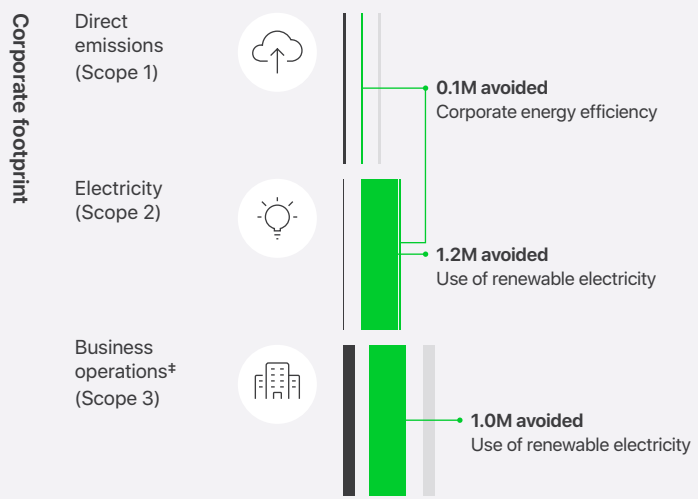 Corporate footprint
Direct
emissions
(Scope 1)
0.1M avoided
Corporate energy efficiency
Electricity
(Scope 2)
1.2M avoided
Use of renewable electricity
Business
operations‡
(Scope 3)
1.0M avoided
Use of renewable electricity